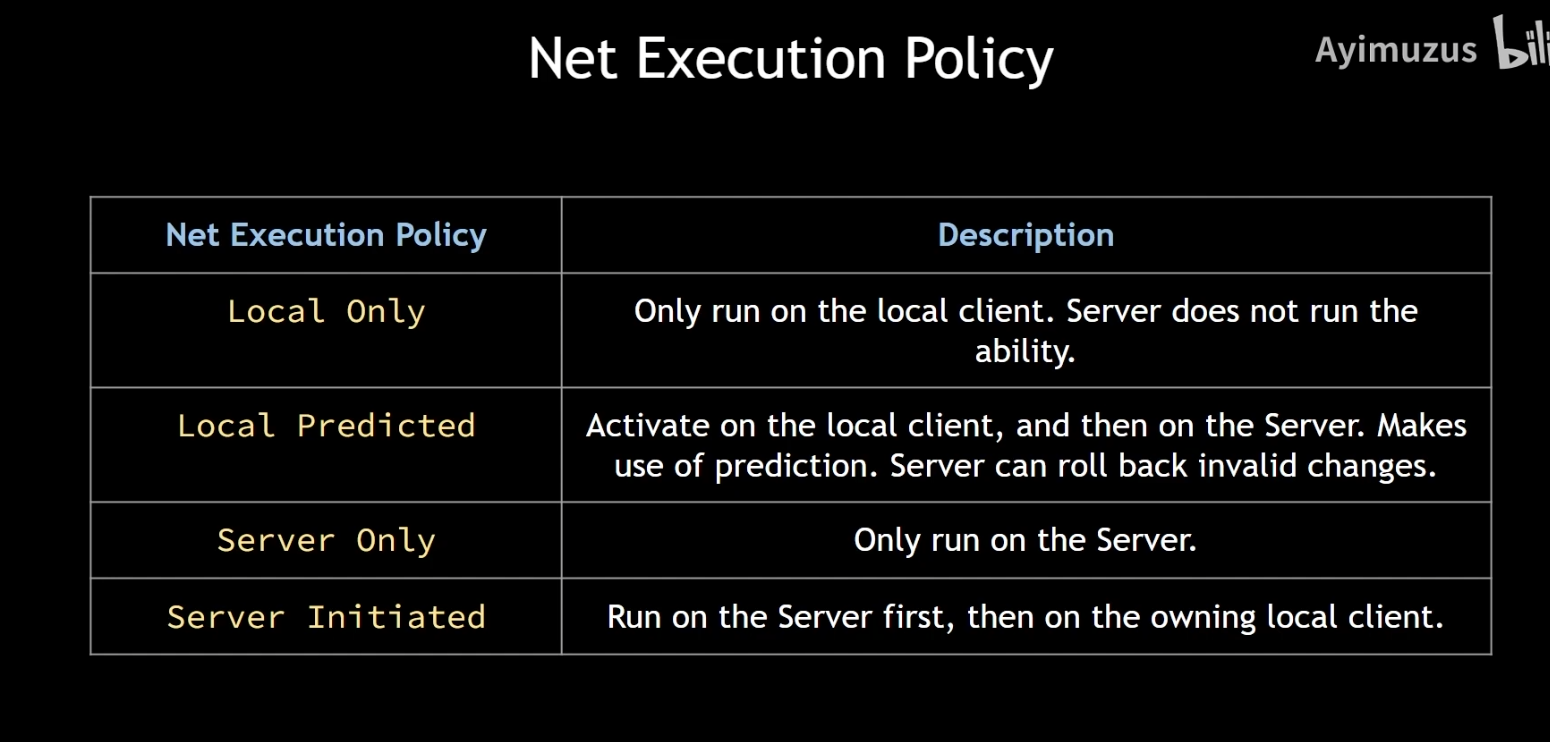 Net Execution Policy
Ayimuzus bili
Net Execution Policy
Description
Local Only
Only run on the local client. Server does not run the
ability.
Local Predicted
Activate on the local client, and then on the Server. Makes
use of prediction. Server can roll back invalid changes.
Server Only
Only run on the Server.
Server Initiated
Run on the Server first, then on the owning local client.